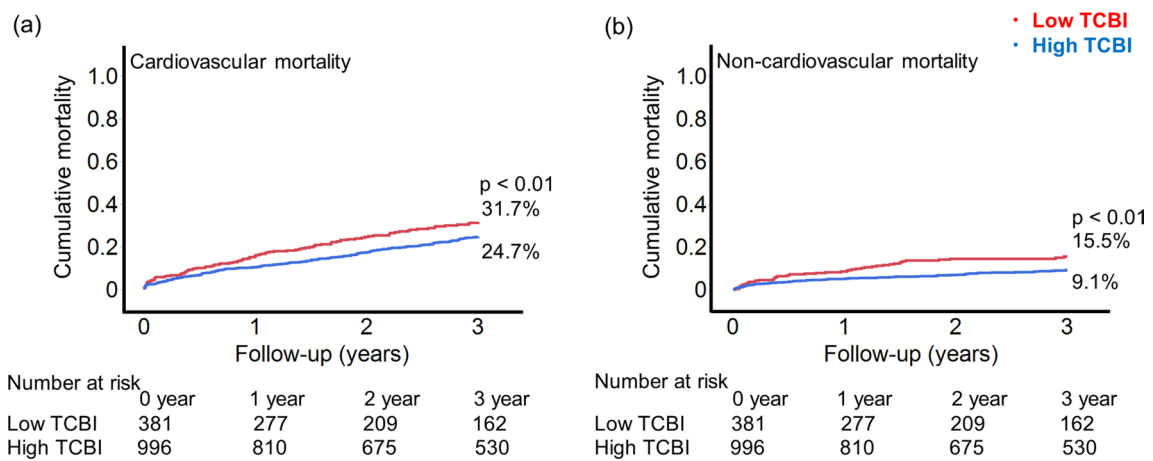 (a)
Cardiovascular mortality
Cumulative mortality
1.0
0.8
0.6
0.4
0.2
0
p < 0.01
31.7%
24.7%
0 1 2 3
Follow-up (years)
Number at risk
0 year 1 year 2 year 3 year
Low TCBI 381 277 209 162
High TCBI 996 810 675 530
(b)
• Low TCBI
• High TCBI
Non-cardiovascular mortality
Cumulative mortality
1.0
0.8
0.6
0.4
0.2
0
p < 0.01
15.5%
9.1%
0 1 2 3
Follow-up (years)
Number at risk
0 year 1 year 2 year 3 year
Low TCBI 381 277 209 162
High TCBI 996 810 675 530